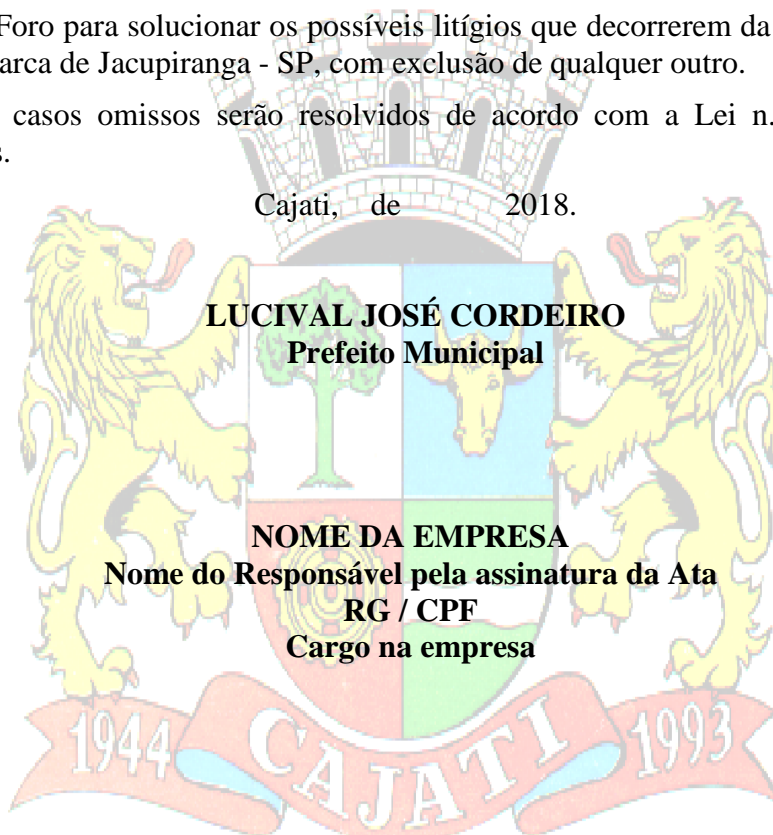 Foro para solucionar os possíveis litígios que decorrerem da
arca de Jacupiranga - SP, com exclusão de qualquer outro.
casos omissos serão resolvidos de acordo com a Lei n.
s.
Cajati, de 2018.
LUCIVAL JOSÉ CORDEIRO
Prefeito Municipal
NOME DA EMPRESA
Nome do Responsável pela assinatura da Ata
RG / CPF
Cargo na empresa
1944 CAJATI 1993